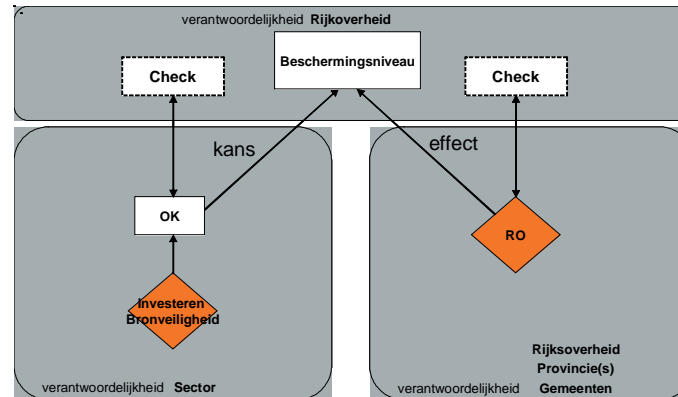 verantwoordelijkheid Rijkoverheid
Beschermingsniveau
Check
Check
kans
effect
OK
RO
Investeren
Bronveiligheid
verantwoordelijkheid Sector
Rijksoverheid
Provincie(s)
verantwoordelijkheid Gemeenten